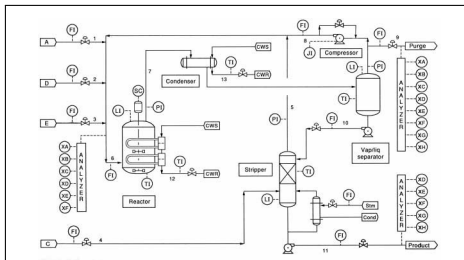 FI
8
FI
9
A
FI
1
JI
Compressor
Purge
7
CWS
LI
PI
XA
Condenser
TI
XB
D
FI
2
13
CWR
TI
XC
SC
XD
ANALYZER
XE
E
FI
3
LI
PI
5
FI
XF
10
XG
XH
CWS
PI
Vap/liq
separator
XA
6
XB
FI
Stripper
XC
ANALYZER
TI
TI
CWR
TI
XD
XD
12
XE
XE
Reactor
FI
ANALYZER
XF
XF
LI
Stm
XG
Cond
XH
C
FI
4
FI
11
Product